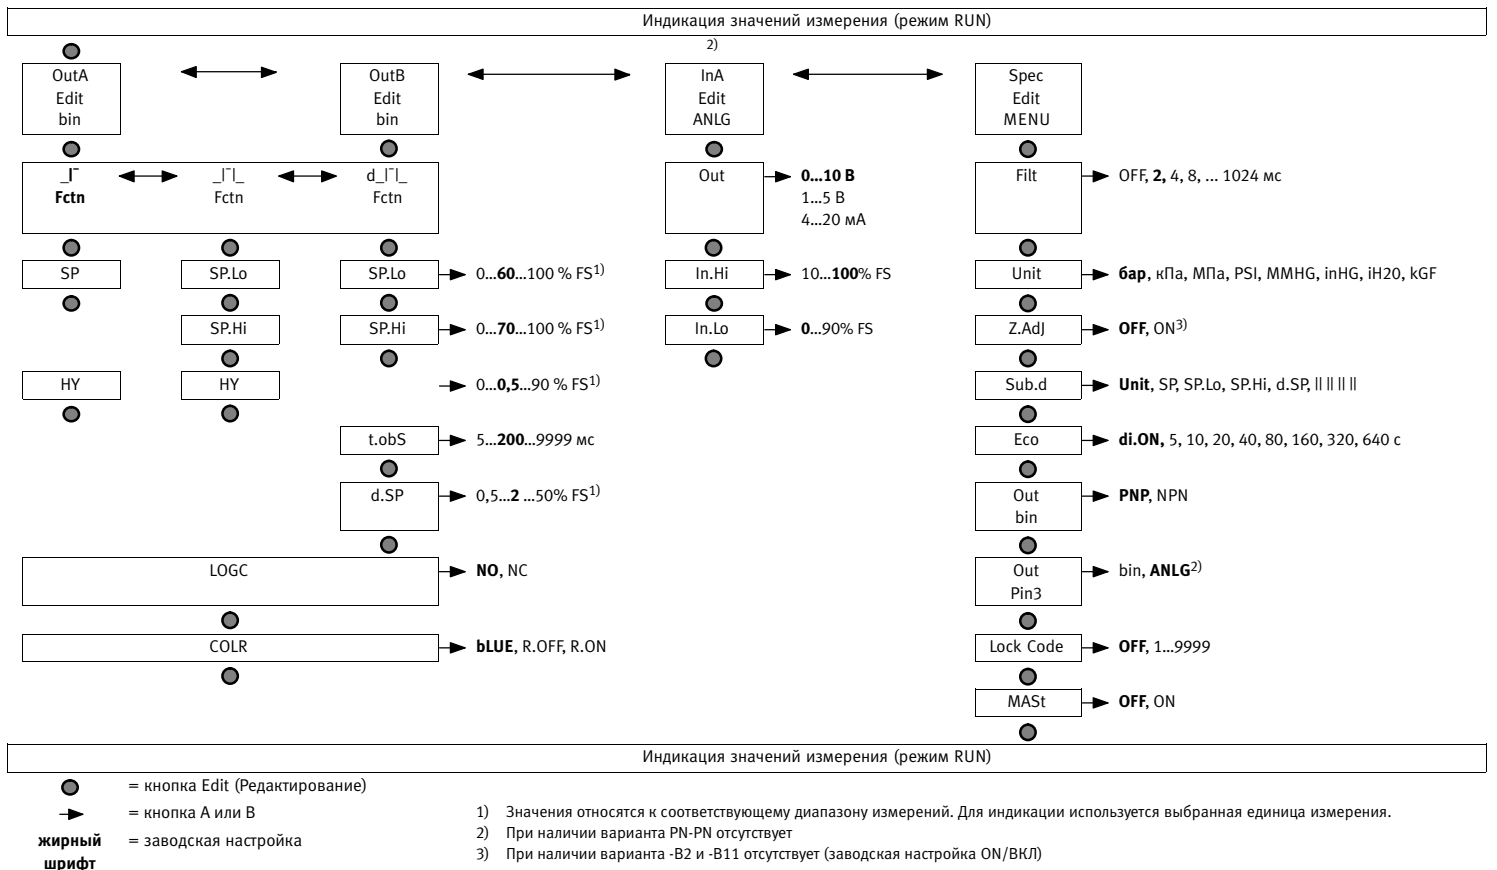 Индикация значений измерения (режим RUN)
2)
OutA
Edit
bin
OutB
Edit
bin
InA
Edit
ANLG
Spec
Edit
MENU
_|¯
Fctn
_|¯|_
Fctn
d_|¯|_
Fctn
Out
0...10 В
1...5 В
4...20 мА
Filt
OFF, 2, 4, 8, ... 1024 мс
SP
SP.Lo
SP.Lo
0...60...100 % FS1)
In.Hi
10...100% FS
Unit
бар, кПа, МПа, PSI, MMHG, inHG, iH20, kGF
SP.Hi
SP.Hi
0...70...100 % FS1)
In.Lo
0...90% FS
Z.AdJ
OFF, ON3)
HY
HY
0...0,5...90 % FS1)
Sub.d
Unit, SP, SP.Lo, SP.Hi, d.SP, || || || ||
t.obS
5...200...9999 мс
Eco
di.ON, 5, 10, 20, 40, 80, 160, 320, 640 с
d.SP
0,5...2 ...50% FS1)
Out
bin
PNP, NPN
LOGC
NO, NC
Out
Pin3
bin, ANLG2)
COLR
bLUE, R.OFF, R.ON
Lock Code
OFF, 1...9999
MASt
OFF, ON
Индикация значений измерения (режим RUN)
= кнопка Edit (Редактирование)
= кнопка A или B
жирный
шрифт
= заводская настройка
1) Значения относятся к соответствующему диапазону измерений. Для индикации используется выбранная единица измерения.
2) При наличии варианта PN-PN отсутствует
3) При наличии варианта -B2 и -B11 отсутствует (заводская настройка ON/ВКЛ)